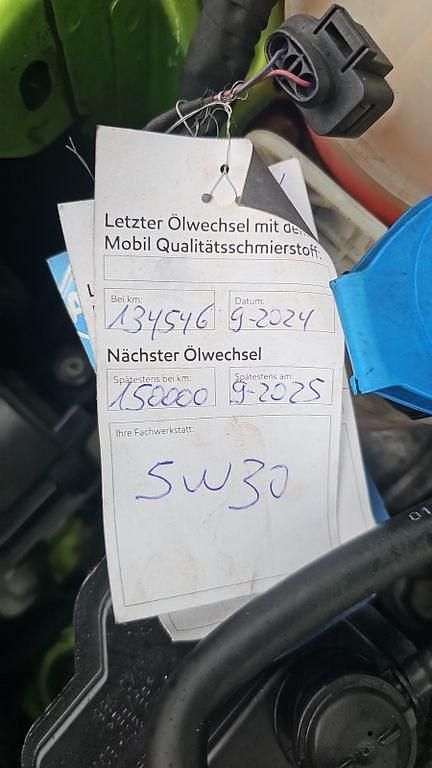 Letzter Ölwechsel mit dem
Mobil Qualitätsschmierstoff:
Bei km:
Datum:
134546
9-2024
Nächster Ölwechsel
Spätestens bei km:
Spätestens am:
150000
9-2025
Ihre Fachwerkstatt:
5W30